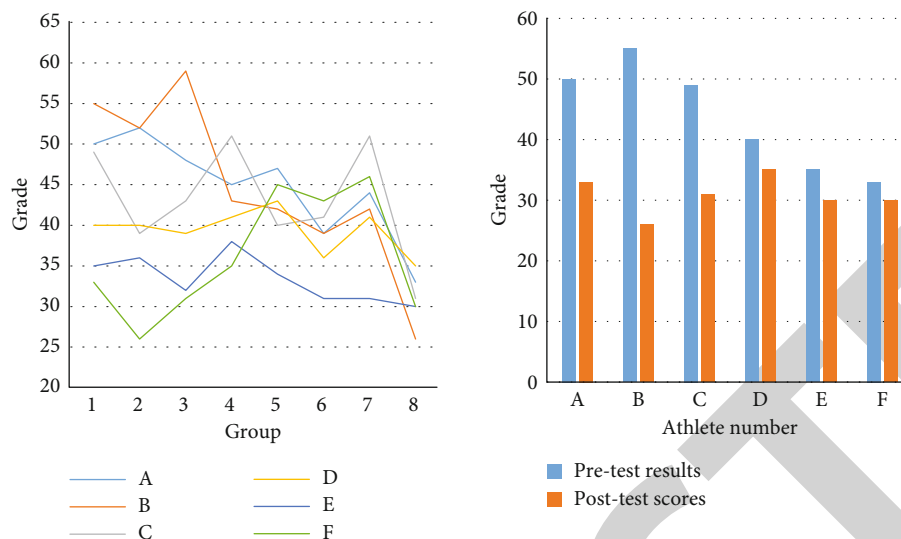 65
60
55
50
45
40
35
30
25
20
Grade
1 2 3 4 5 6 7 8
Group
A
B
C
D
E
F
60
50
40
30
20
10
0
Grade
A B C D E F
Athlete number
Pre-test results
Post-test scores